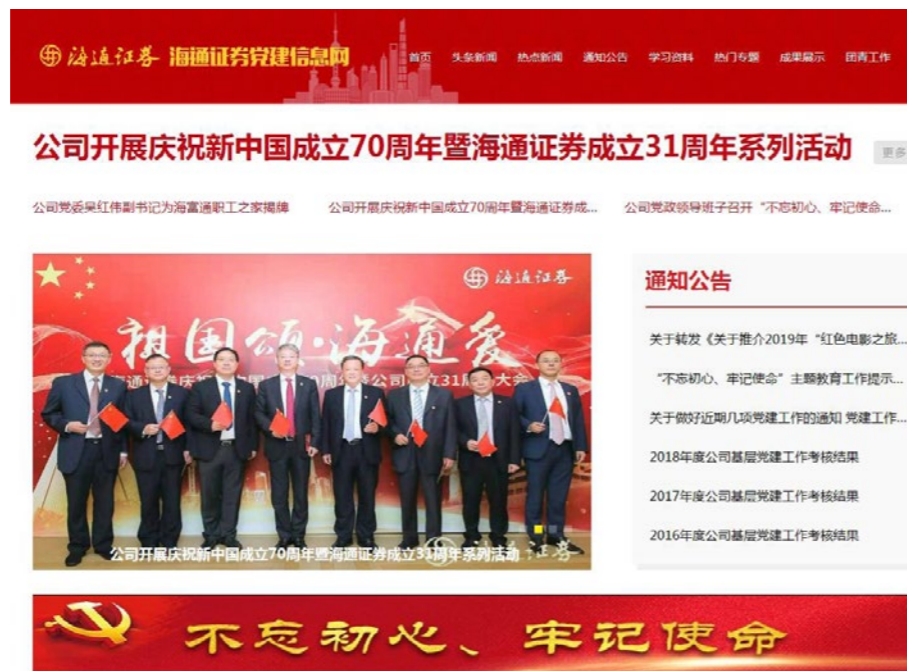 海通证券 海通证券党建信息网
首页 头条新闻 热点新闻 通知公告 学习资料 热门专题 成果展示 团青工作
公司开展庆祝新中国成立70周年暨海通证券成立31周年系列活动
更多
公司党委吴红伟副书记为海富通职工之家揭牌
公司开展庆祝新中国成立70周年暨海通证券成...
公司党政领导班子召开“不忘初心、牢记使命...
海通证券
祖国颂·海通爱
公司开展庆祝新中国成立70周年暨海通证券成立31周年系列活动
通知公告
关于转发《关于推介2019年“红色电影之旅...
“不忘初心、牢记使命”主题教育工作提示...
关于做好近期几项党建工作的通知 党建工作...
2018年度公司基层党建工作考核结果
2017年度公司基层党建工作考核结果
2016年度公司基层党建工作考核结果
不忘初心、牢记使命